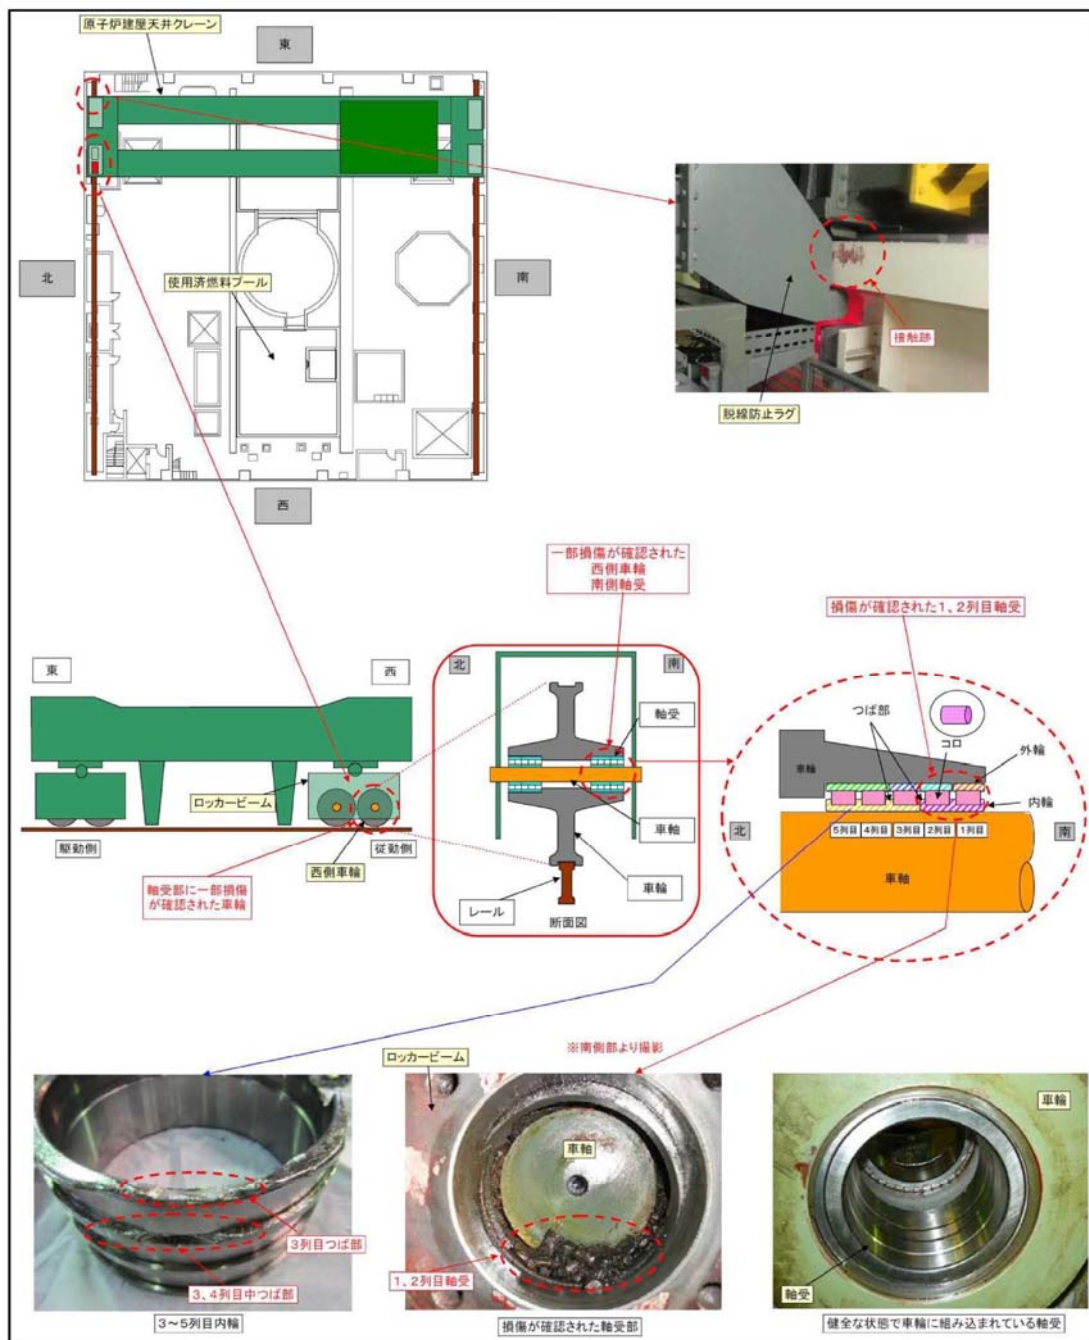 原子炉建屋天井クレーン
東
北
南
使用済燃料プール
西
接触跡
脱線防止ラグ
一部損傷が確認された
西側車輪
南側軸受
損傷が確認された1、2列目軸受
東
西
ロッカービーム
駆動側
従動側
西側車輪
軸受部に一部損傷
が確認された車輪
北
南
軸受
車軸
車輪
レール
断面図
つば部
コロ
外輪
車輪
内輪
北
南
5列目
4列目
3列目
2列目
1列目
車軸
※南側部より撮影
ロッカービーム
車軸
車輪
3列目つば部
3、4列目中つば部
1、2列目軸受
軸受
3~5列目内輪
損傷が確認された軸受部
健全な状態で車輪に組み込まれている軸受